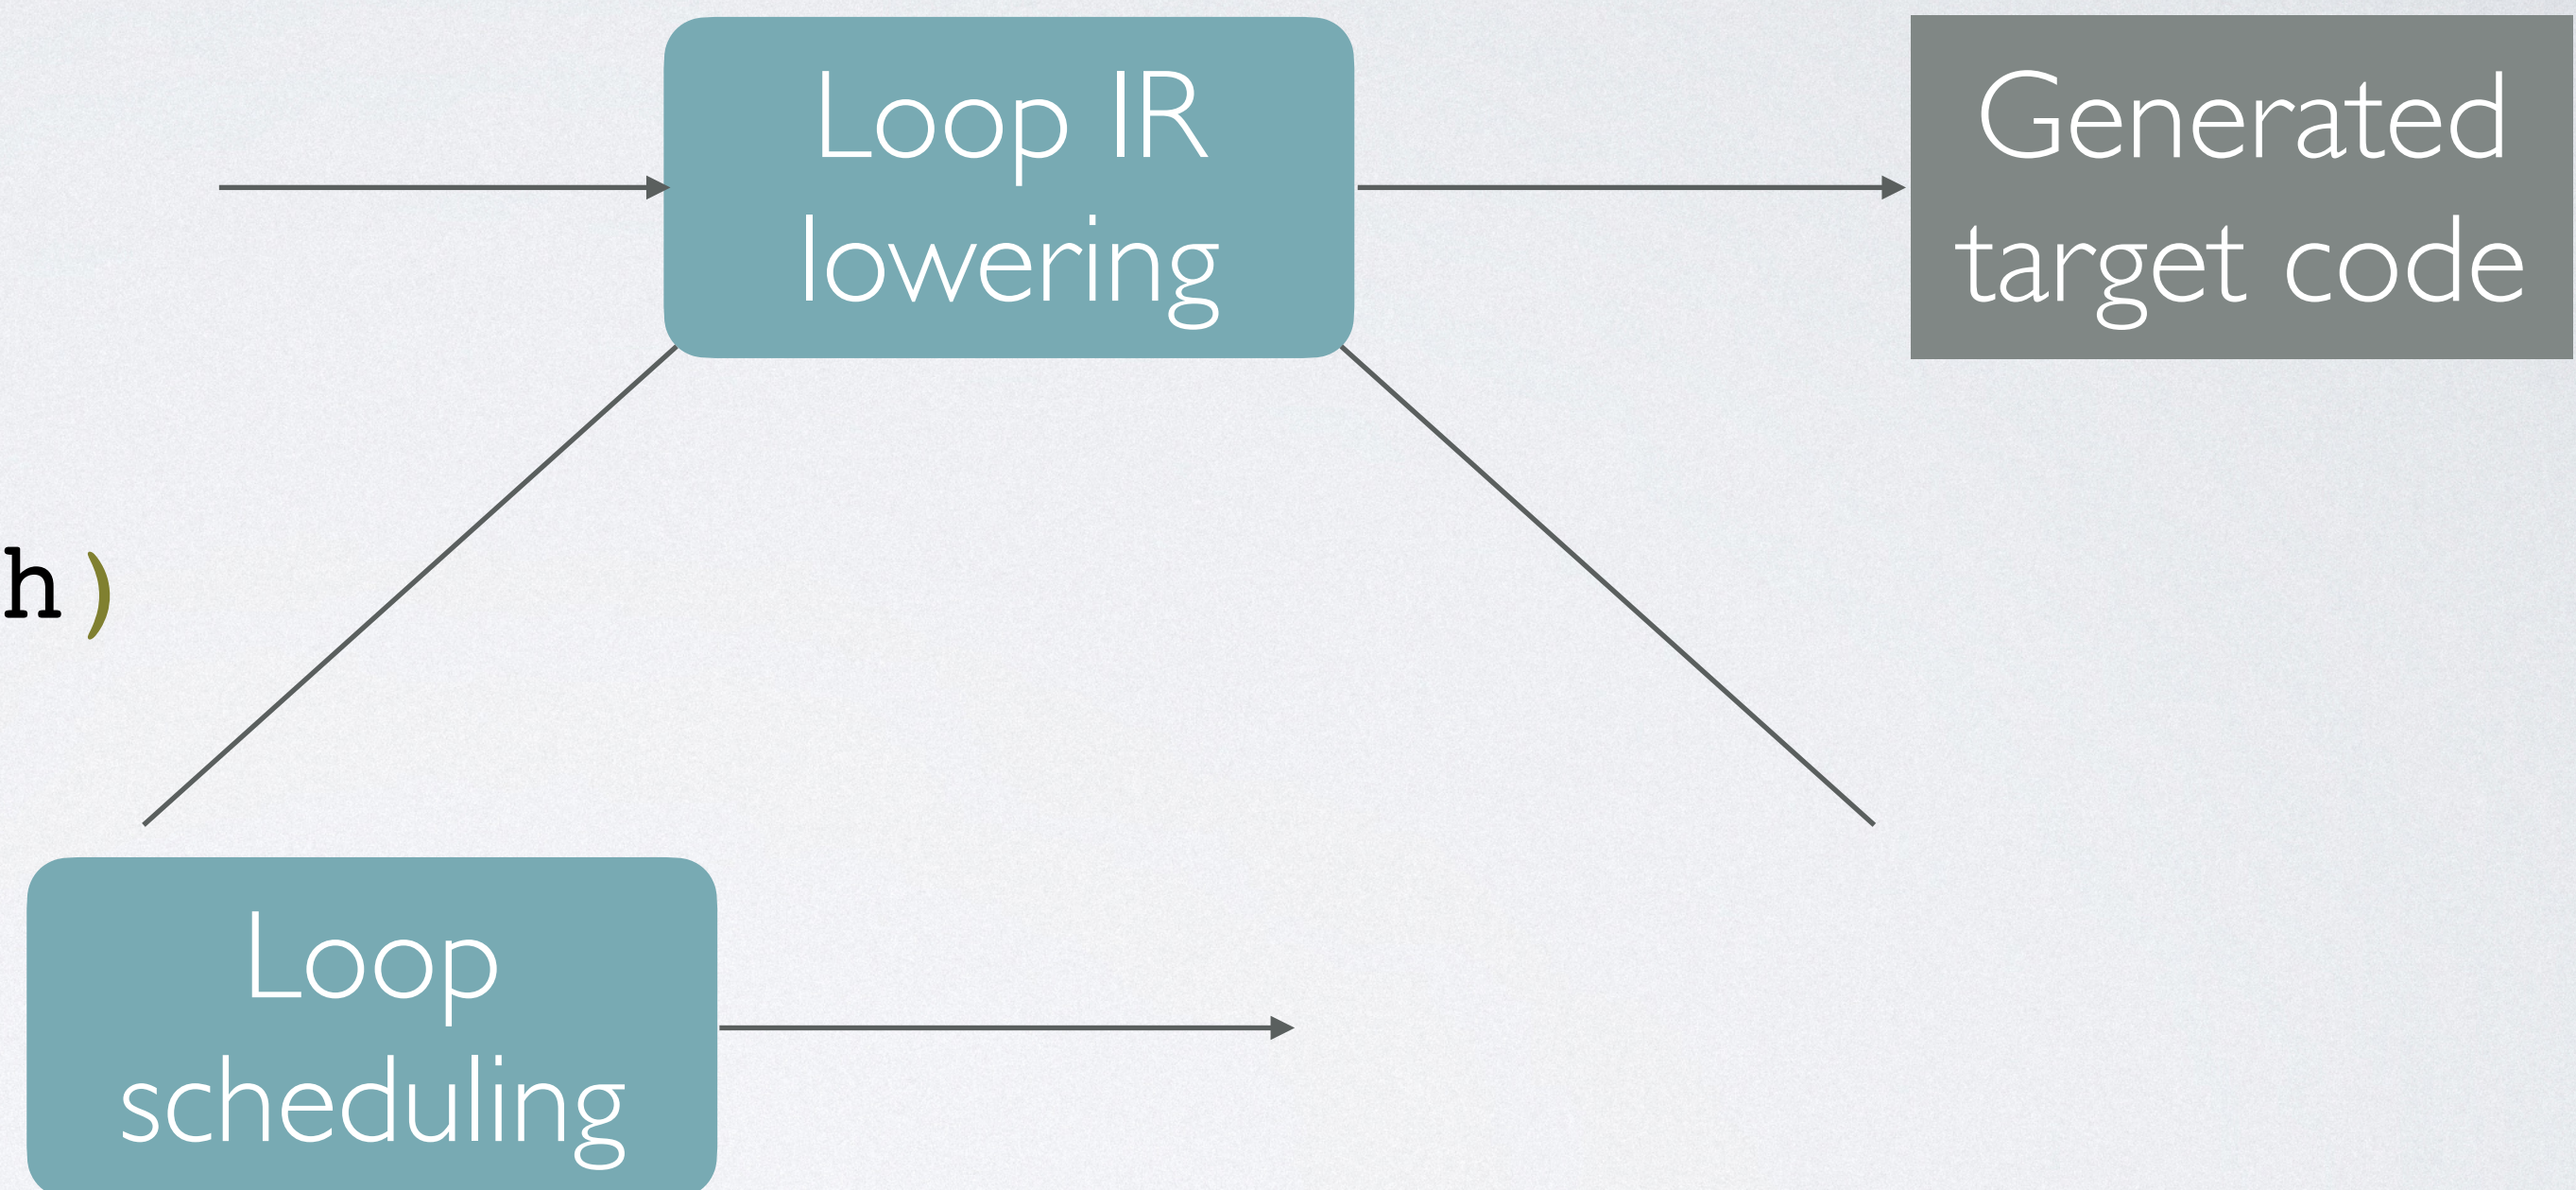 Loop IR
lowering
Generated
target code
h)
Loop
scheduling